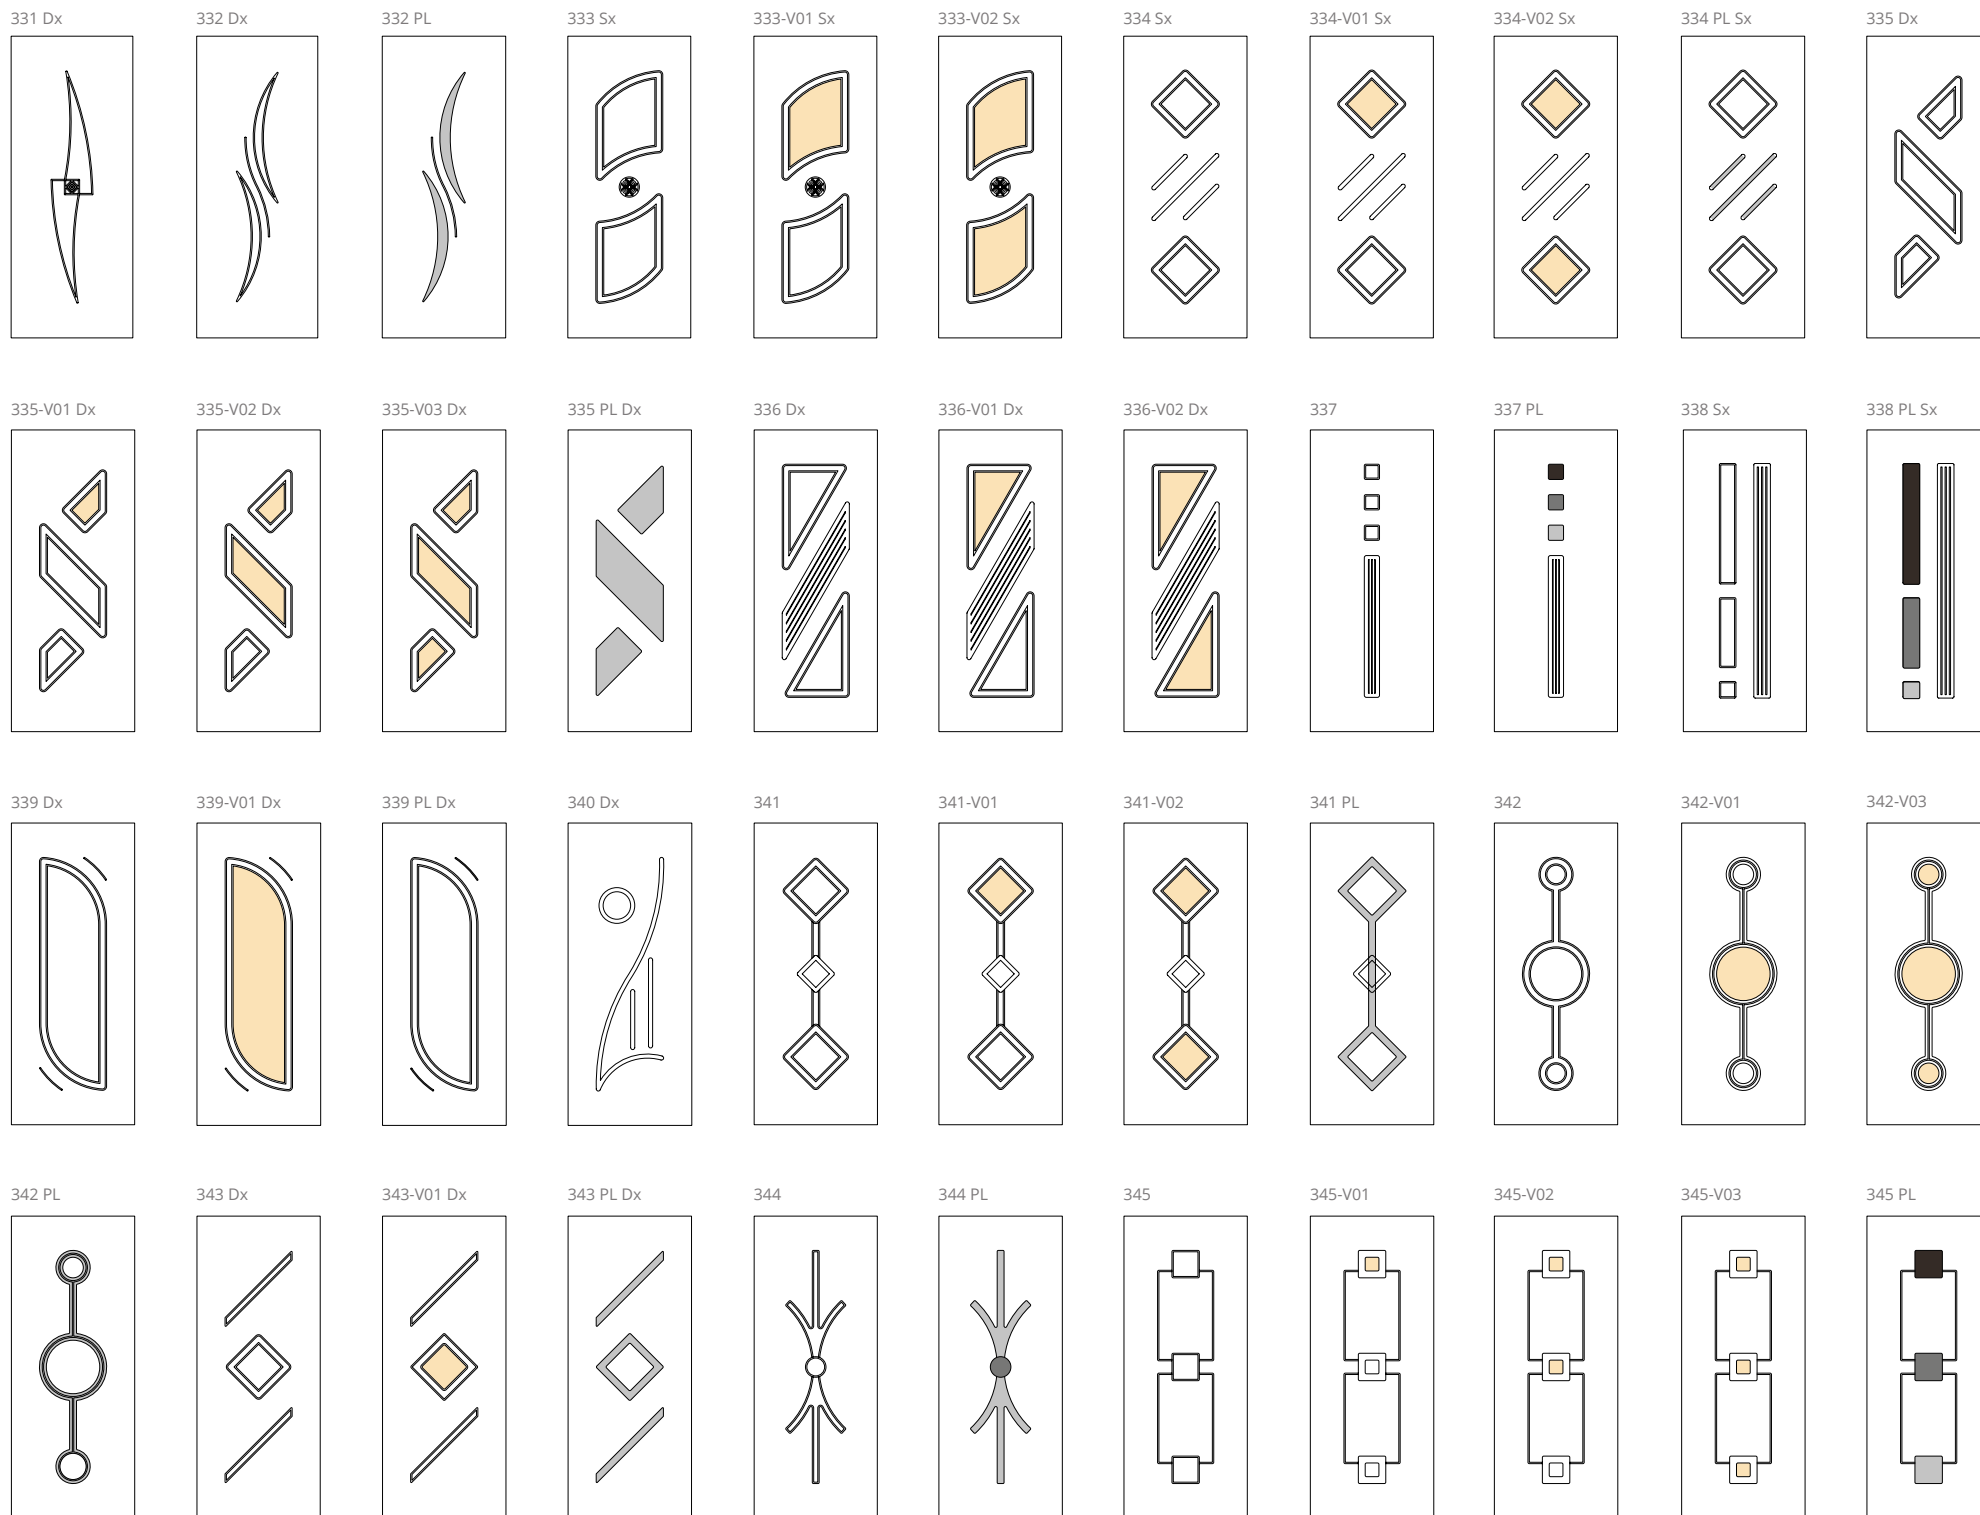 331 Dx
332 Dx
332 PL
333 Sx
333-V01 Sx
333-V02 Sx
334 Sx
334-V01 Sx
334-V02 Sx
334 PL Sx
335 Dx
335-V01 Dx
335-V02 Dx
335-V03 Dx
335 PL Dx
336 Dx
336-V01 Dx
336-V02 Dx
337
337 PL
338 Sx
338 PL Sx
339 Dx
339-V01 Dx
339 PL Dx
340 Dx
341
341-V01
341-V02
341 PL
342
342-V01
342-V03
342 PL
343 Dx
343-V01 Dx
343 PL Dx
344
344 PL
345
345-V01
345-V02
345-V03
345 PL